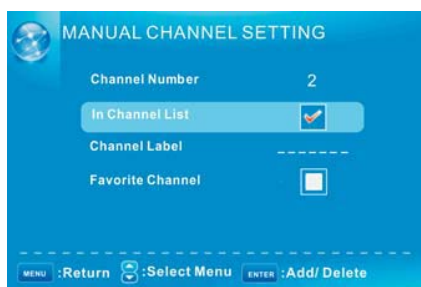 MANUAL CHANNEL SETTING
Channel Number 2
In Channel List
Channel Label _______
Favorite Channel
MENU :Return :Select Menu ENTER :Add/ Delete